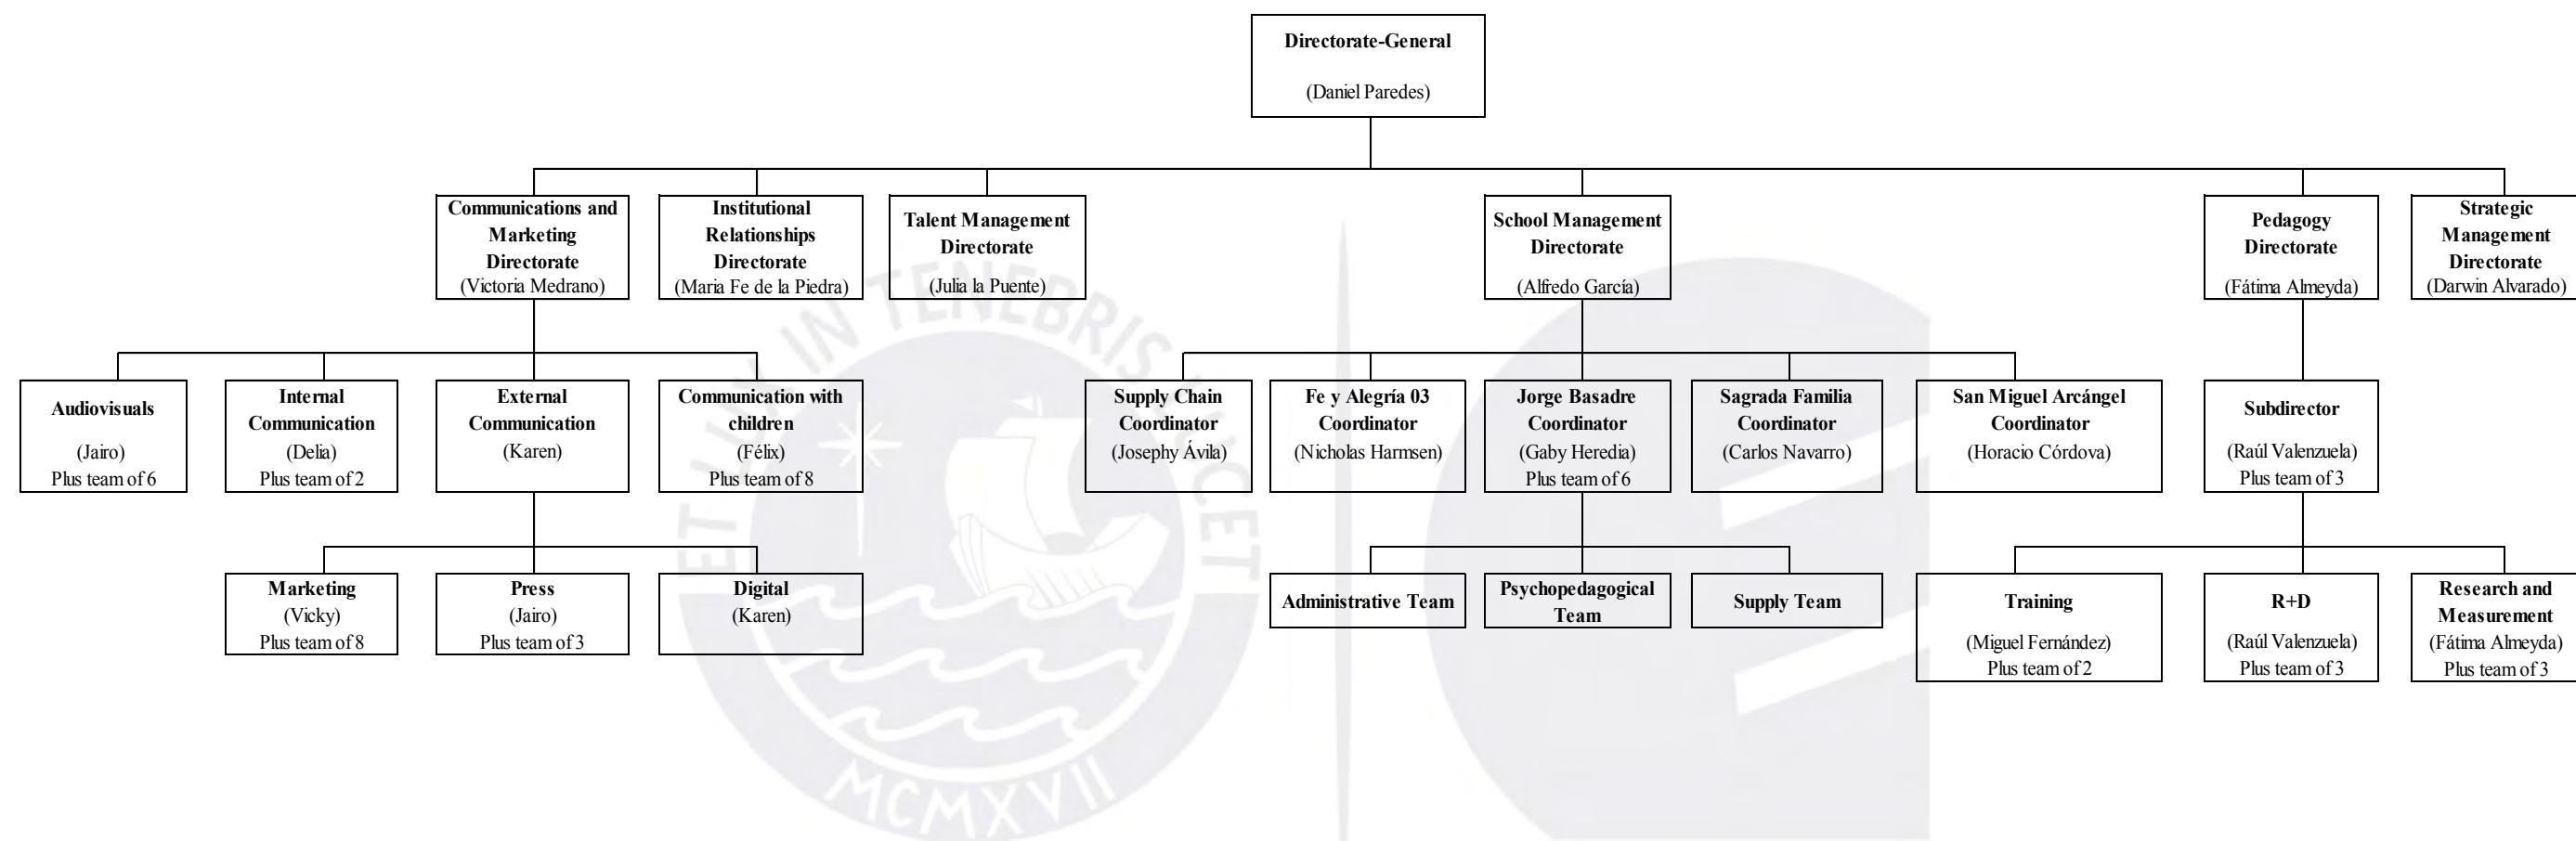 Directorate-General
(Daniel Paredes)
Communications and
Marketing
Directorate
(Victoria Medrano)
Institutional
Relationships
Directorate
(Maria Fe de la Piedra)
Talent Management
Directorate
(Julia la Puente)
School Management
Directorate
(Alfredo García)
Pedagogy
Directorate
(Fátima Almeyda)
Strategic
Management
Directorate
(Darwin Alvarado)
Audiovisuals
(Jairo)
Plus team of 6
Internal
Communication
(Delia)
Plus team of 2
External
Communication
(Karen)
Communication with
children
(Félix)
Plus team of 8
Supply Chain
Coordinator
(Josephy Ávila)
Fe y Alegría 03
Coordinator
(Nicholas Harmsen)
Jorge Basadre
Coordinator
(Gaby Heredia)
Plus team of 6
Sagrada Familia
Coordinator
(Carlos Navarro)
San Miguel Arcángel
Coordinator
(Horacio Córdova)
Subdirector
(Raúl Valenzuela)
Plus team of 3
Marketing
(Vicky)
Plus team of 8
Press
(Jairo)
Plus team of 3
Digital
(Karen)
Administrative Team
Psychopedagogical
Team
Supply Team
Training
(Miguel Fernández)
Plus team of 2
R+D
(Raúl Valenzuela)
Plus team of 3
Research and
Measurement
(Fátima Almeyda)
Plus team of 3
ET LUX IN TENEBRIS LUCET
MCMXVII